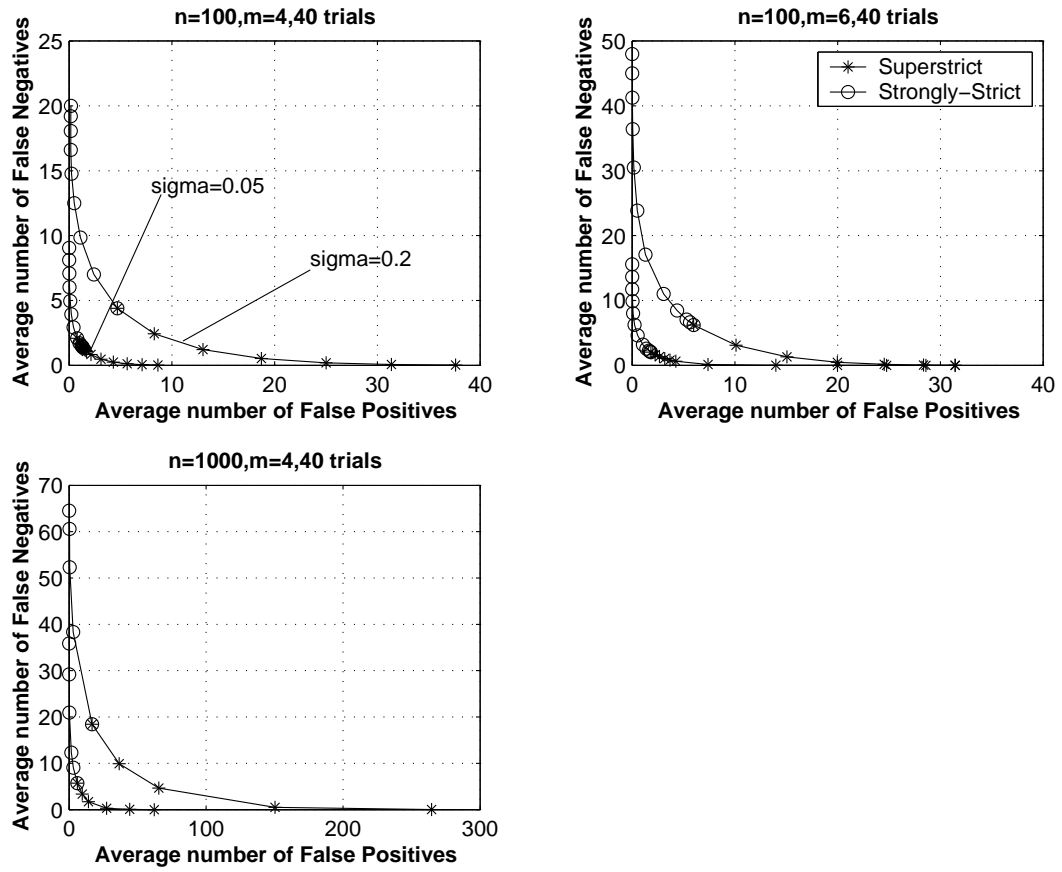 n=100,m=4,40 trials
25
20
15
10
5
0
0
10
20
30
40
Average number of False Negatives
Average number of False Positives
sigma=0.05
sigma=0.2
n=100,m=6,40 trials
50
40
30
20
10
0
0
10
20
30
40
Average number of False Negatives
Average number of False Positives
Superstrict
Strongly-Strict
n=1000,m=4,40 trials
70
60
50
40
30
20
10
0
0
100
200
300
Average number of False Negatives
Average number of False Positives